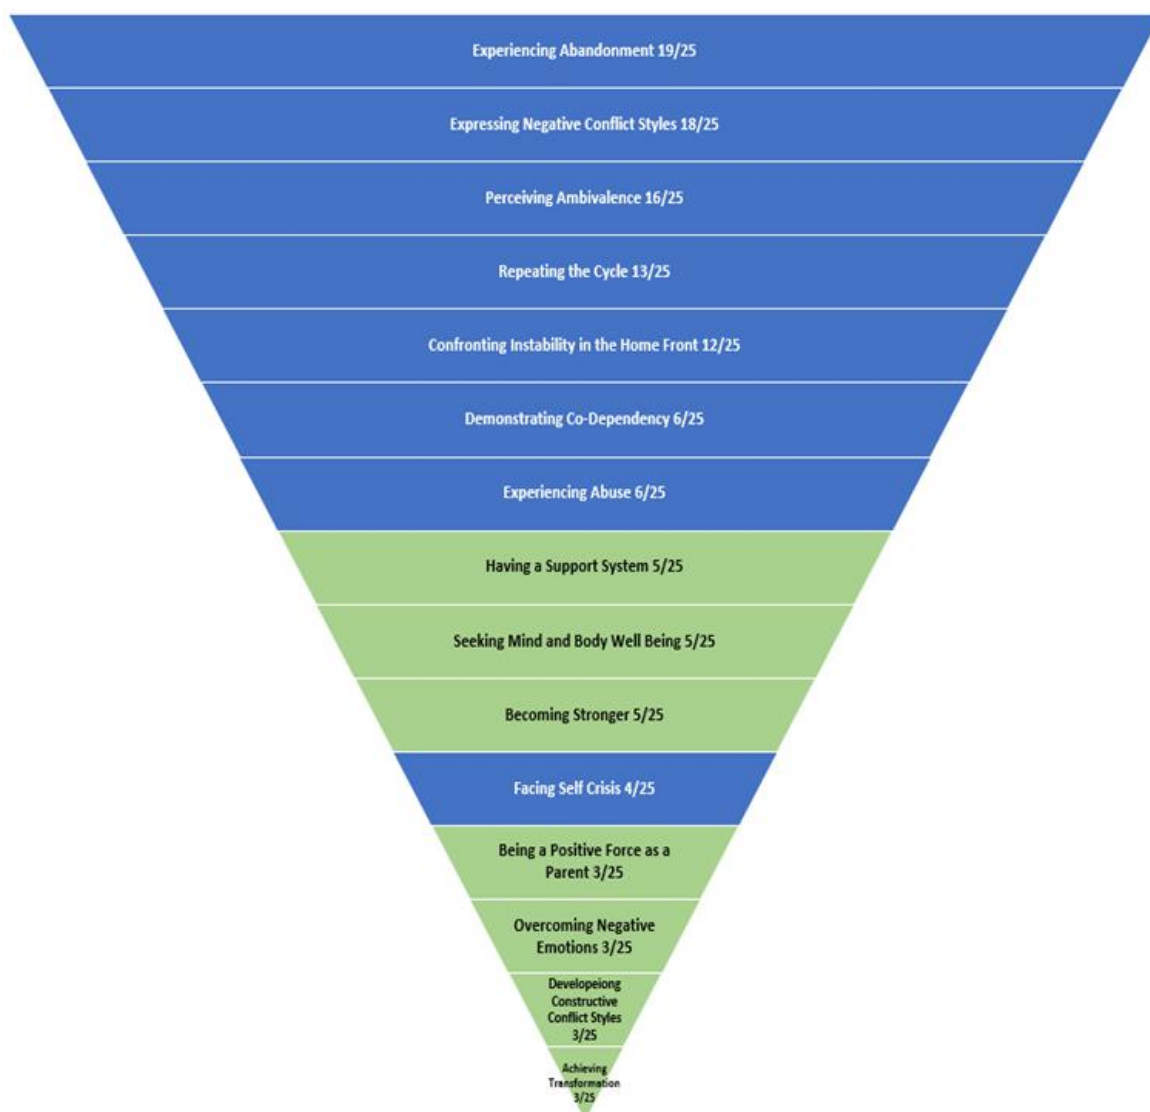 Experiencing Abandonment 19/25
Expressing Negative Conflict Styles 18/25
Perceiving Ambivalence 16/25
Repeating the Cycle 13/25
Confronting Instability in the Home Front 12/25
Demonstrating Co-Dependency 6/25
Experiencing Abuse 6/25
Having a Support System 5/25
Seeking Mind and Body Well Being 5/25
Becoming Stronger 5/25
Facing Self Crisis 4/25
Being a Positive Force as a
Parent 3/25
Overcoming Negative
Emotions 3/25
Developeiong
Constructive
Conflict Styles
3/25
Achieving
Transformation
3/25